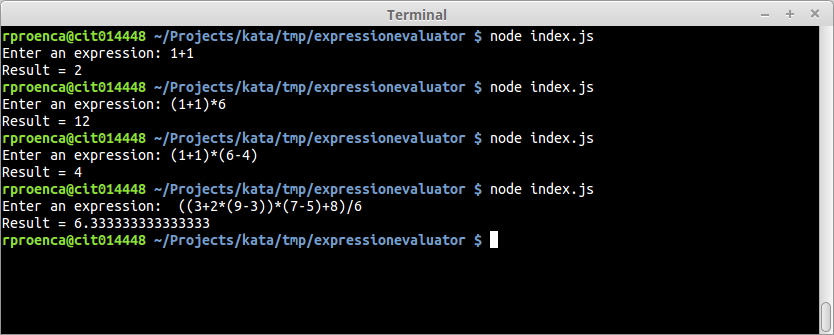 Terminal
rproenca@cit014448 ~/Projects/kata/tmp/expressionevaluator $ node index.js
Enter an expression: 1+1
Result = 2
rproenca@cit014448 ~/Projects/kata/tmp/expressionevaluator $ node index.js
Enter an expression: (1+1)*6
Result = 12
rproenca@cit014448 ~/Projects/kata/tmp/expressionevaluator $ node index.js
Enter an expression: (1+1)*(6-4)
Result = 4
rproenca@cit014448 ~/Projects/kata/tmp/expressionevaluator $ node index.js
Enter an expression:  ((3+2*(9-3))*(7-5)+8)/6
Result = 6.333333333333333
rproenca@cit014448 ~/Projects/kata/tmp/expressionevaluator $